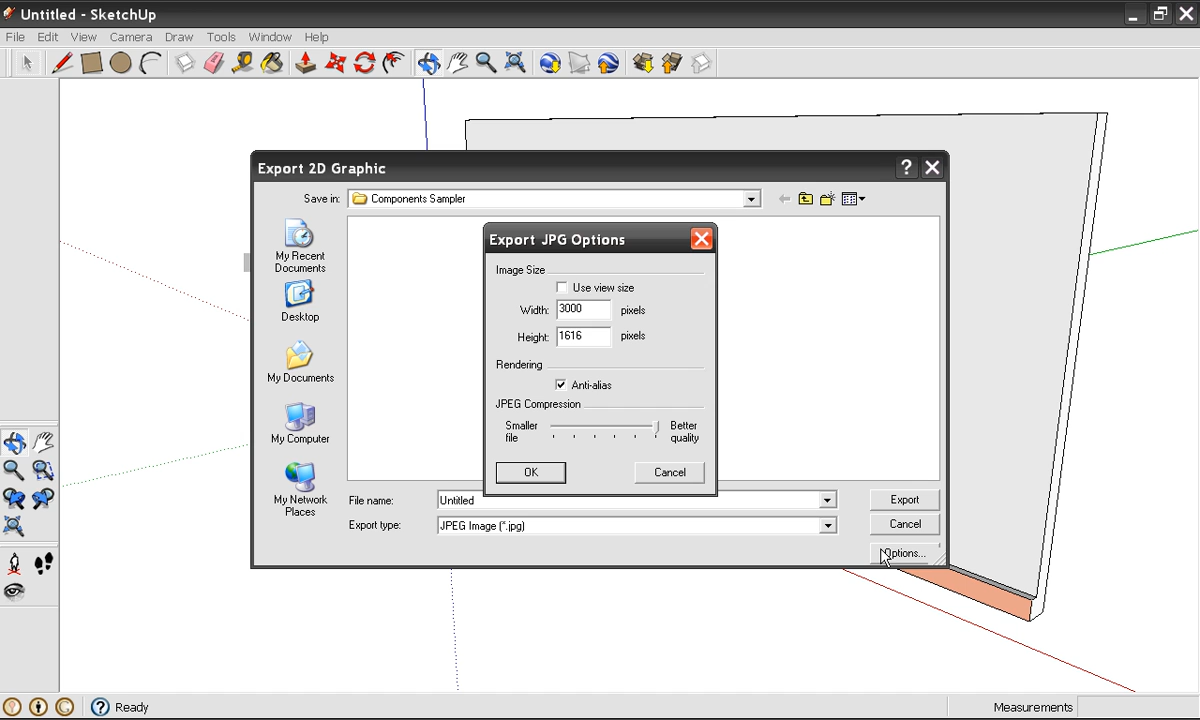 Untitled - SketchUp
File Edit View Camera Draw Tools Window Help
Export 2D Graphic
?
Save in: Components Sampler
My Recent
Documents
Desktop
My Documents
My Computer
My Network
Places
Export JPG Options
Image Size
Use view size
Width: 3000 pixels
Height: 1616 pixels
Rendering
Anti-alias
JPEG Compression
Smaller
file
Better
quality
OK Cancel
File name: Untitled Export
Export type: JPEG Image (*.jpg) Cancel
Options...
? Ready Measurements